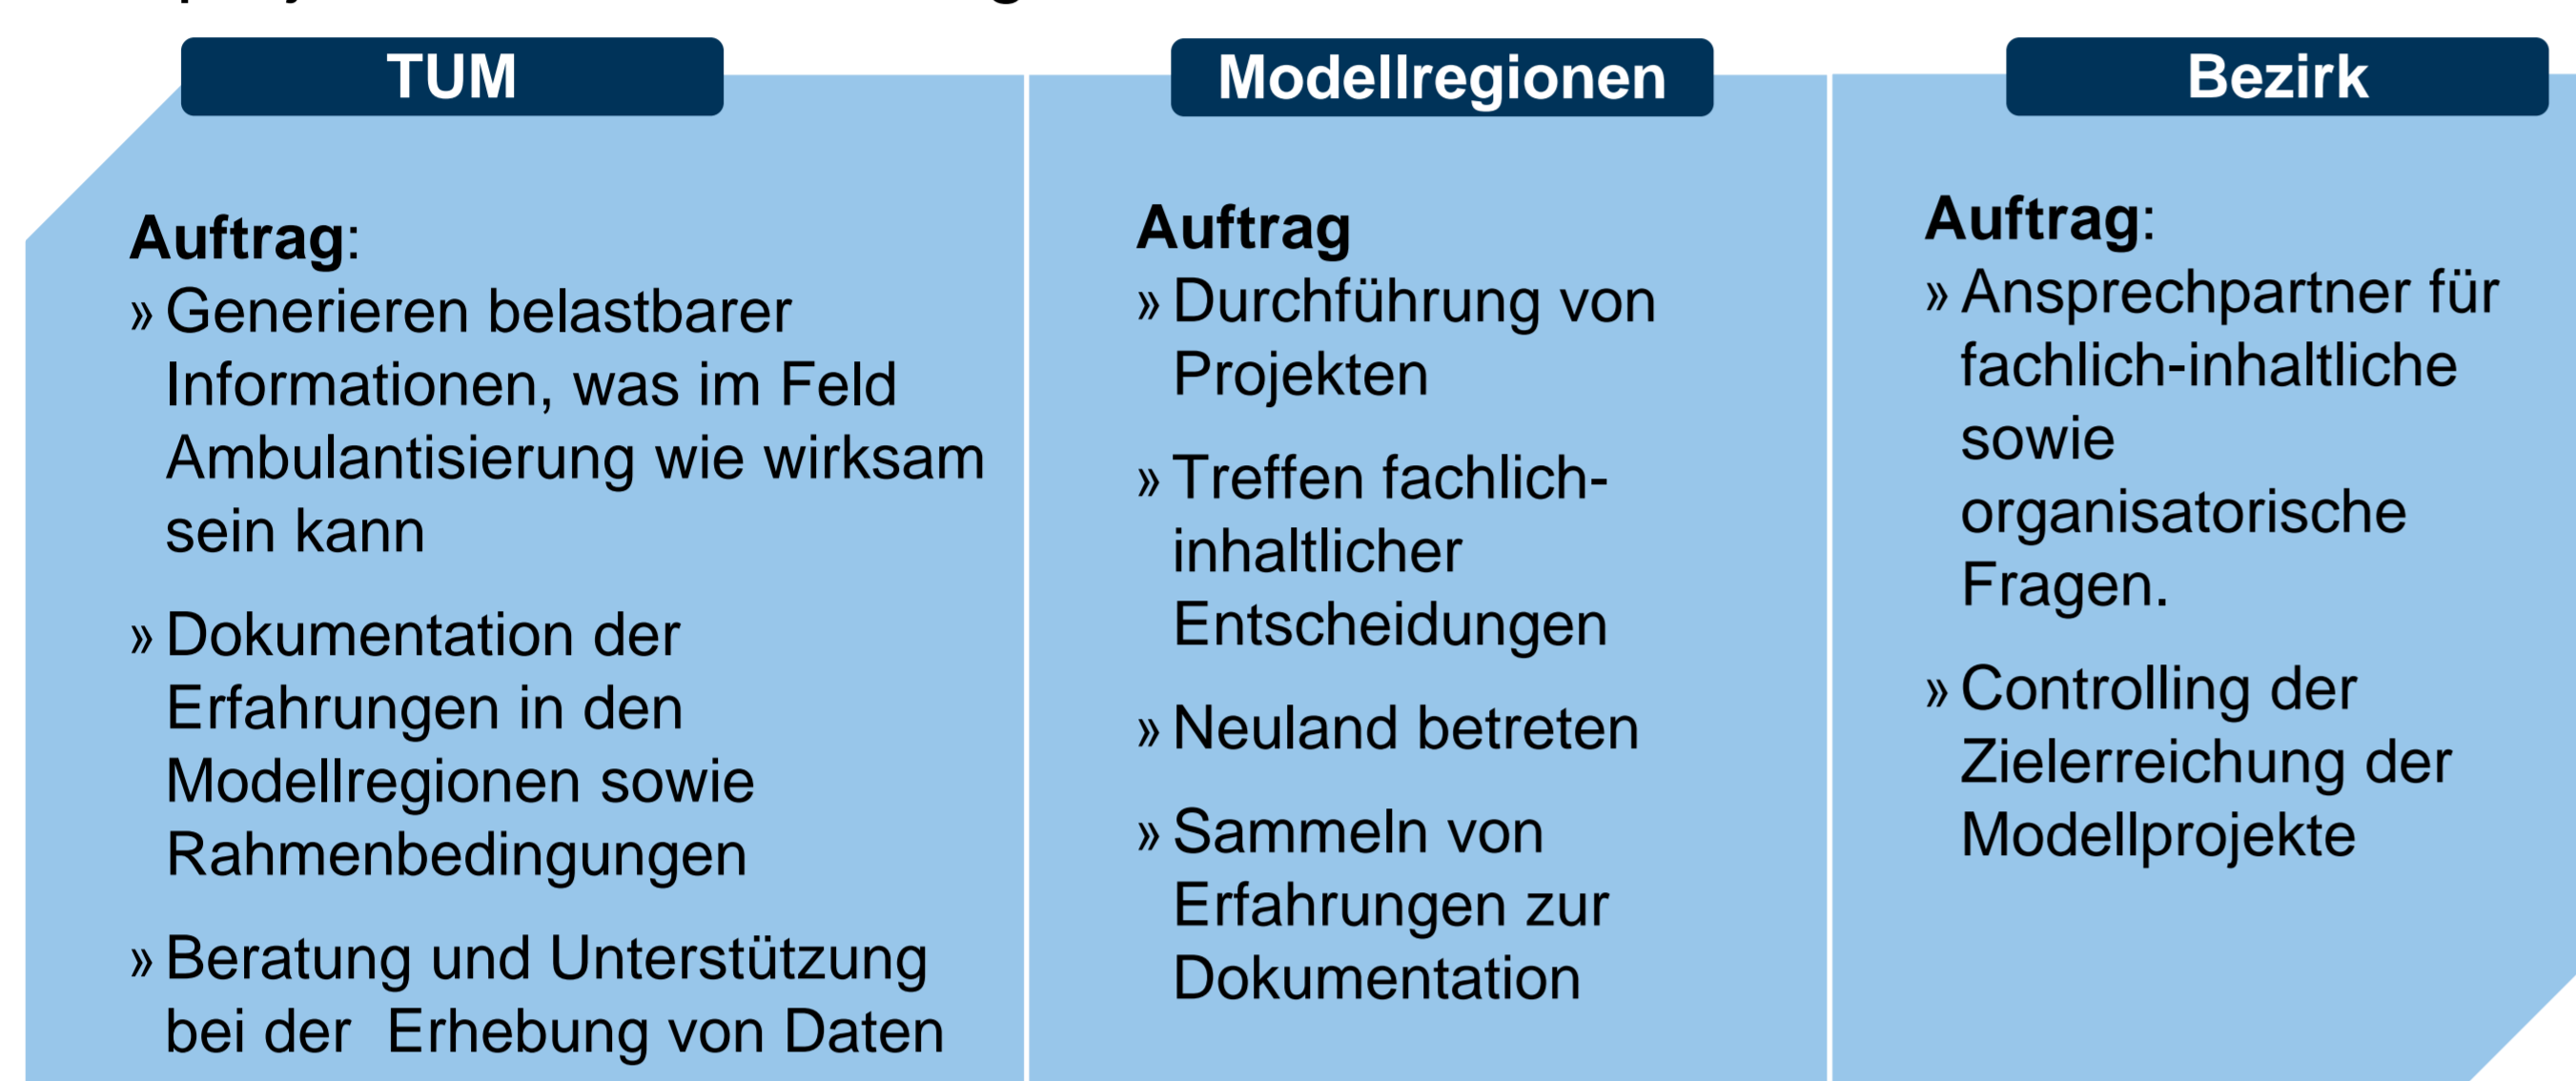 TUM
Auftrag:
» Generieren belastbarer
Informationen, was im Feld
Ambulantisierung wie wirksam
sein kann
» Dokumentation der
Erfahrungen in den
Modellregionen sowie
Rahmenbedingungen
» Beratung und Unterstützung
bei der Erhebung von Daten
Modellregionen
Auftrag
» Durchführung von
Projekten
» Treffen fachlich-
inhaltlicher
Entscheidungen
» Neuland betreten
» Sammeln von
Erfahrungen zur
Dokumentation
Bezirk
Auftrag:
» Ansprechpartner für
fachlich-inhaltliche
sowie
organisatorische
Fragen.
» Controlling der
Zielerreichung der
Modellprojekte